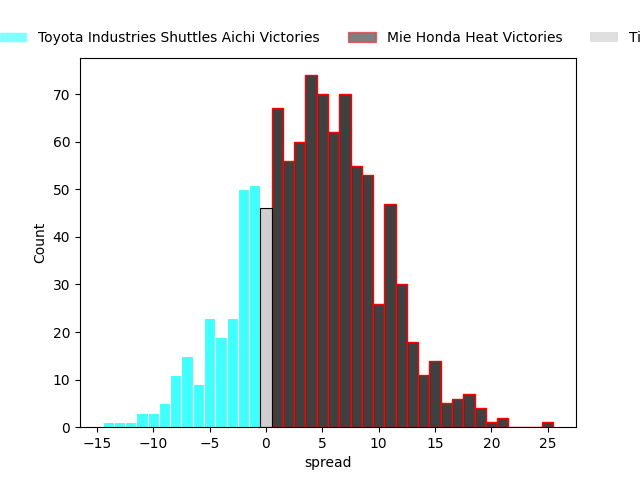 Toyota Industries Shuttles Aichi Victories Mie Honda Heat Victories Ti
70
60
50
40
30
20
10
0
Count
−15 −10 −5 0 5 10 15 20 25
spread